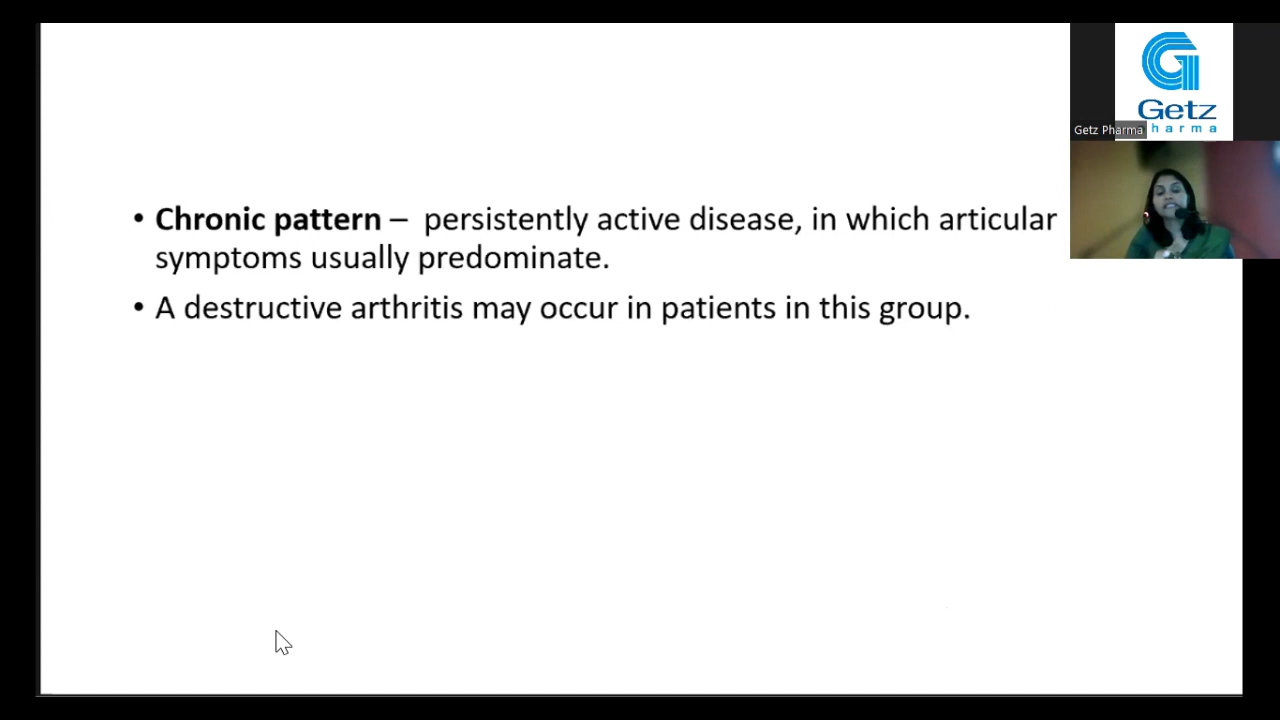 • Chronic pattern – persistently active disease, in which articular
symptoms usually predominate.
• A destructive arthritis may occur in patients in this group.
Getz
harma
Getz Pharma